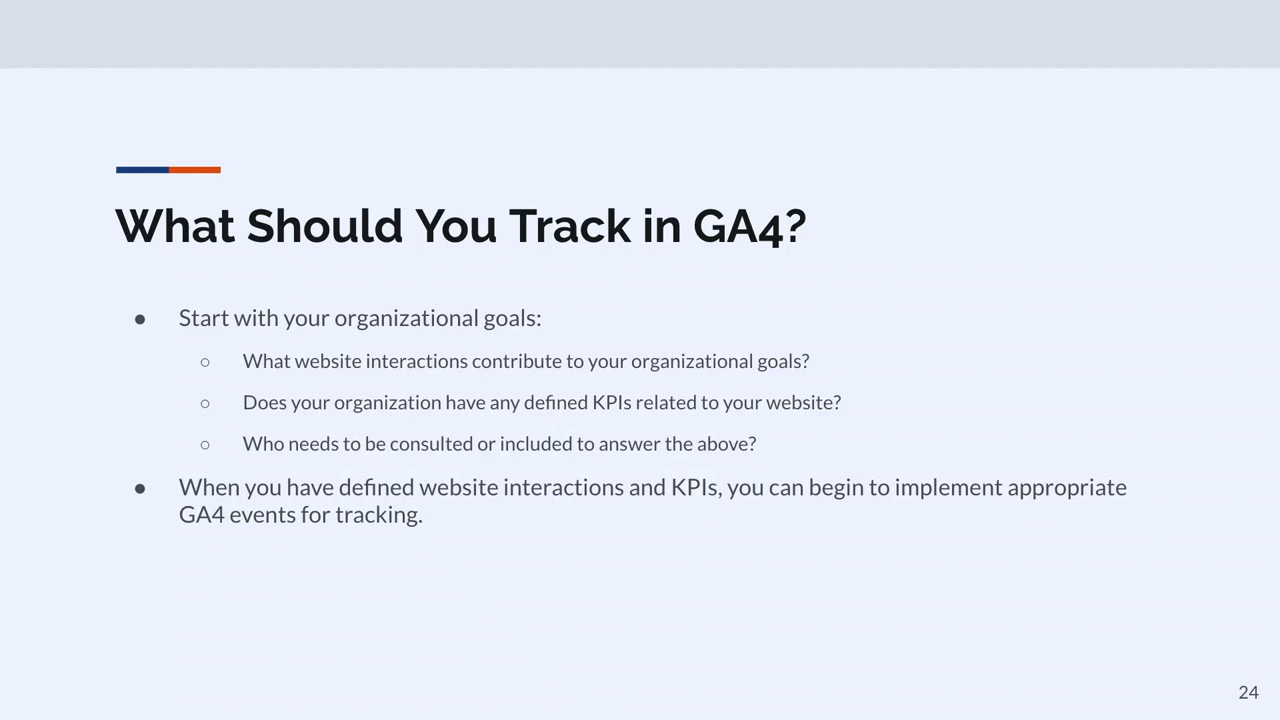 What Should You Track in GA4?
● Start with your organizational goals:
○ What website interactions contribute to your organizational goals?
○ Does your organization have any defined KPIs related to your website?
○ Who needs to be consulted or included to answer the above?
● When you have defined website interactions and KPIs, you can begin to implement appropriate
GA4 events for tracking.
24